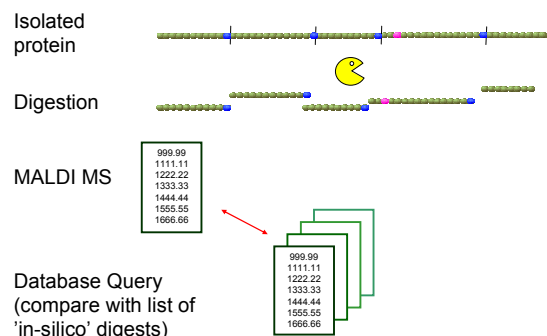 Isolated
protein
Digestion
MALDI MS
999.99
1111.11
1222.22
1333.33
1444.44
1555.55
1666.66
Database Query
(compare with list of
'in-silico' digests)
999.99
1111.11
1222.22
1333.33
1444.44
1555.55
1666.66